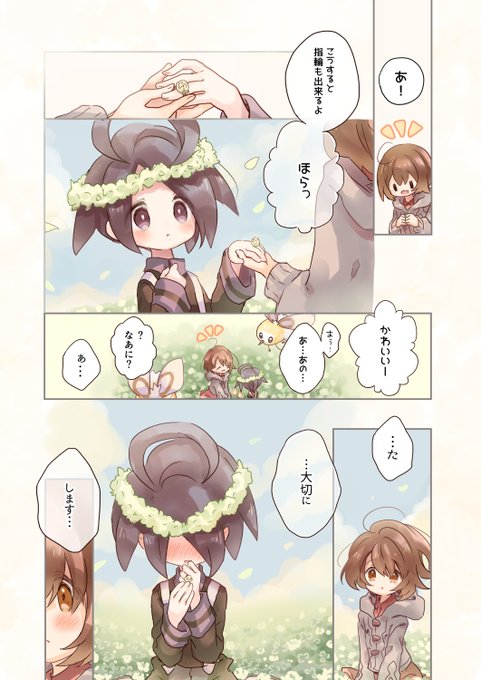 あ!
こうすると
指輪も出来るよ
ほらっ
かわいいー
まぅ!
あ…あの…
?
なあに?
あ…
…た
…大切に
します…